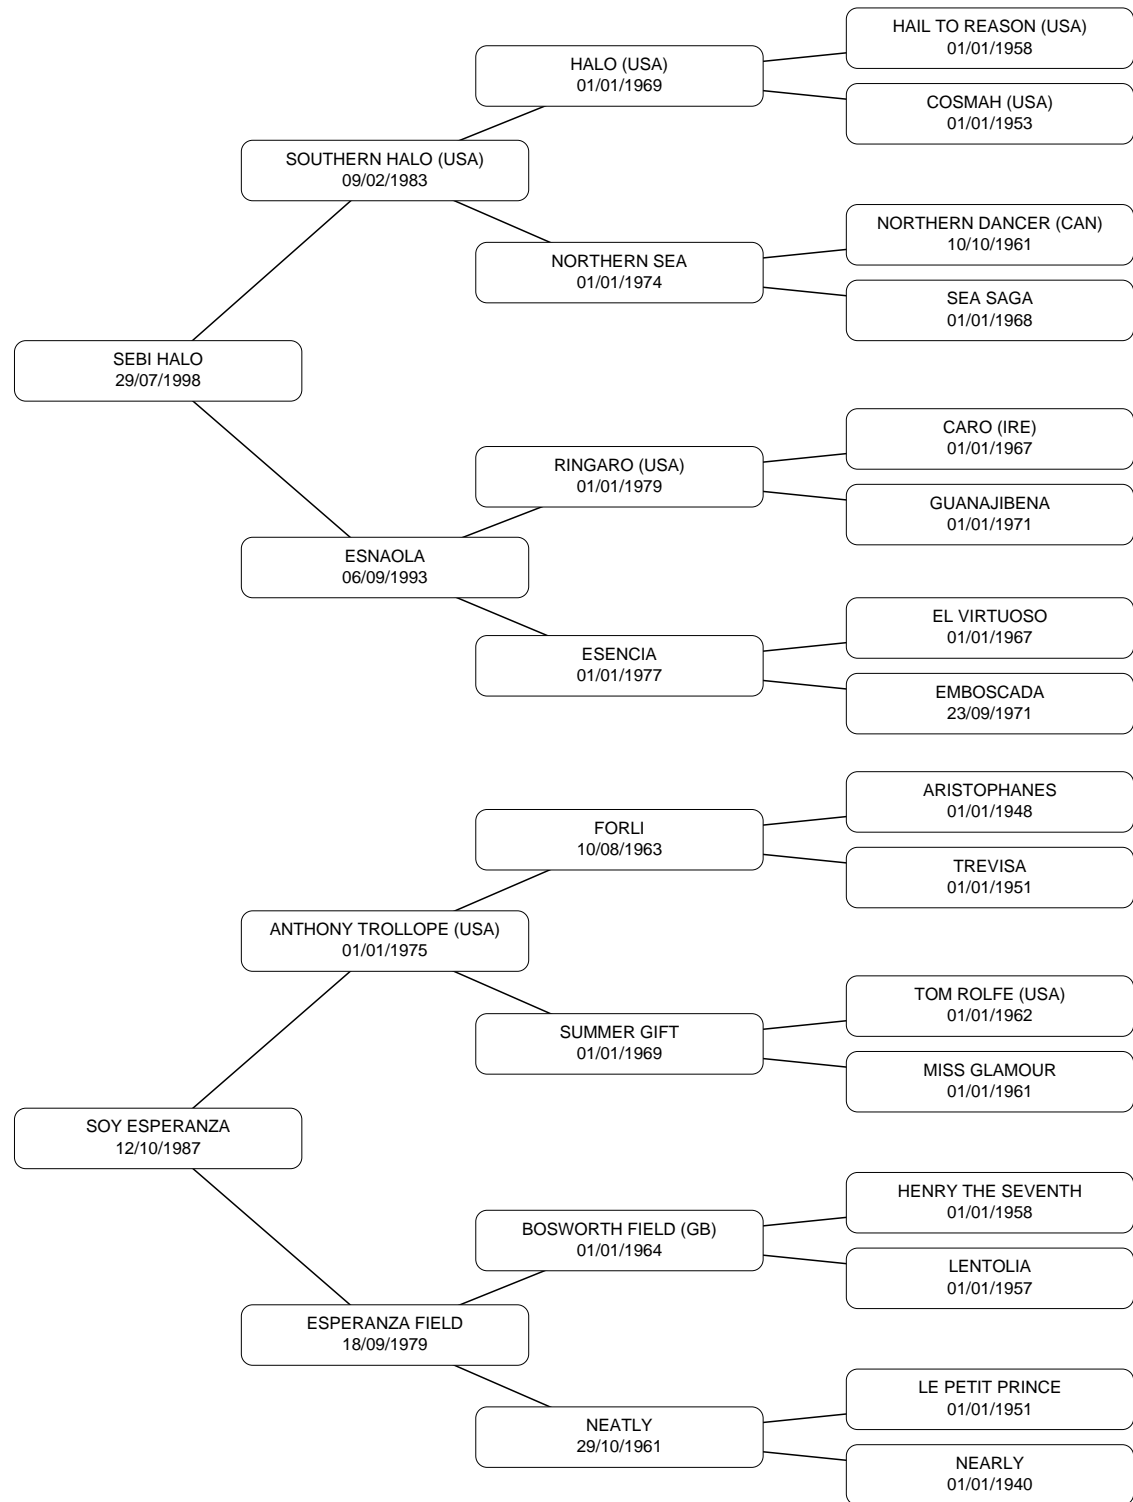 HAIL TO REASON (USA)
01/01/1958
HALO (USA)
01/01/1969
COSMAH (USA)
01/01/1953
SOUTHERN HALO (USA)
09/02/1983
NORTHERN DANCER (CAN)
10/10/1961
NORTHERN SEA
01/01/1974
SEA SAGA
01/01/1968
SEBI HALO
29/07/1998
CARO (IRE)
01/01/1967
RINGARO (USA)
01/01/1979
GUANAJIBENA
01/01/1971
ESNAOLA
06/09/1993
EL VIRTUOSO
01/01/1967
ESENCIA
01/01/1977
EMBOSCADA
23/09/1971
ARISTOPHANES
01/01/1948
FORLI
10/08/1963
TREVISA
01/01/1951
ANTHONY TROLLOPE (USA)
01/01/1975
TOM ROLFE (USA)
01/01/1962
SUMMER GIFT
01/01/1969
MISS GLAMOUR
01/01/1961
SOY ESPERANZA
12/10/1987
HENRY THE SEVENTH
01/01/1958
BOSWORTH FIELD (GB)
01/01/1964
LENTOLIA
01/01/1957
ESPERANZA FIELD
18/09/1979
LE PETIT PRINCE
01/01/1951
NEATLY
29/10/1961
NEARLY
01/01/1940